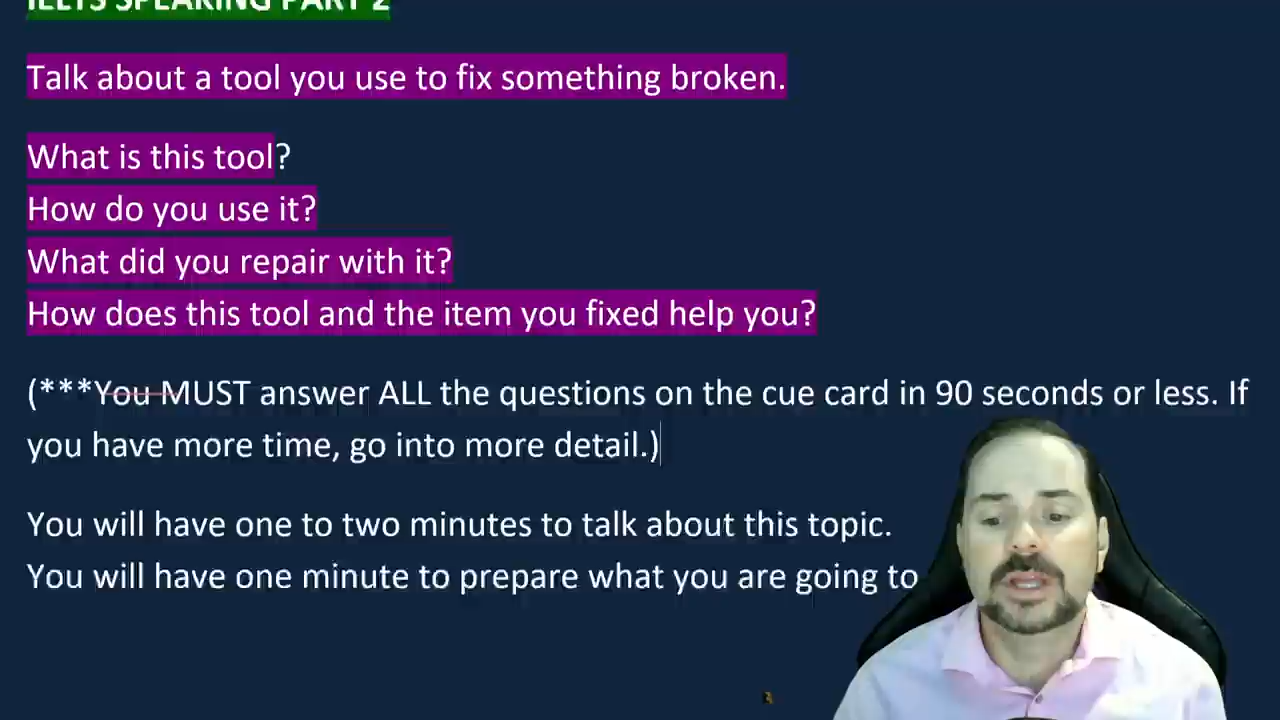 IELTS SPEAKING PART 2
Talk about a tool you use to fix something broken.
What is this tool?
How do you use it?
What did you repair with it?
How does this tool and the item you fixed help you?
(***You MUST answer ALL the questions on the cue card in 90 seconds or less. If
you have more time, go into more detail.)
You will have one to two minutes to talk about this topic.
You will have one minute to prepare what you are going to